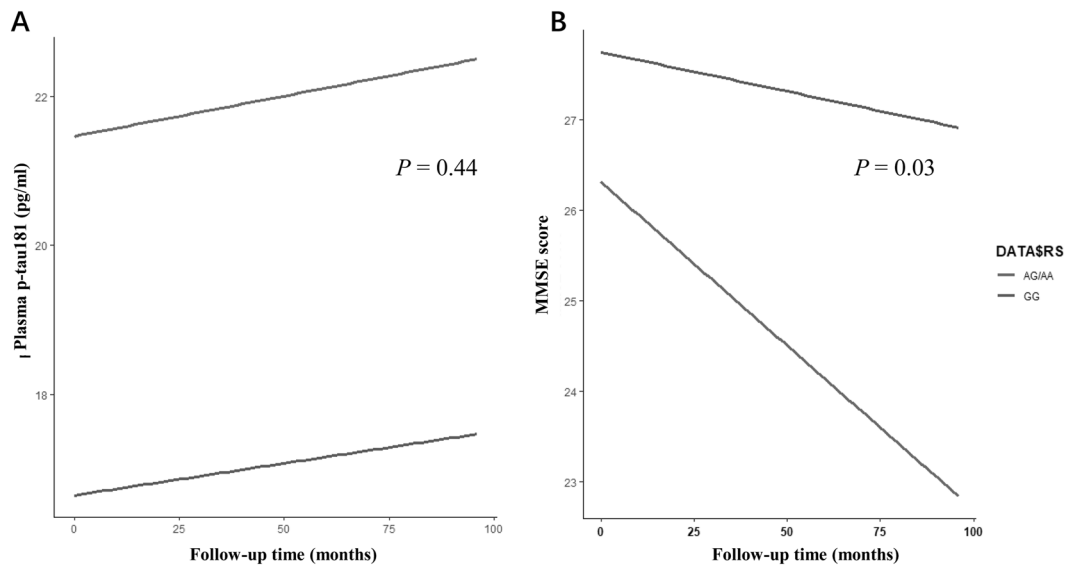 A
B
22
20
18
Plasma p-tau181 (pg/ml)
P = 0.44
0
25
50
75
100
Follow-up time (months)
27
26
25
24
23
MMSE score
P = 0.03
0
25
50
75
100
Follow-up time (months)
DATA$RS
AG/AA
GG